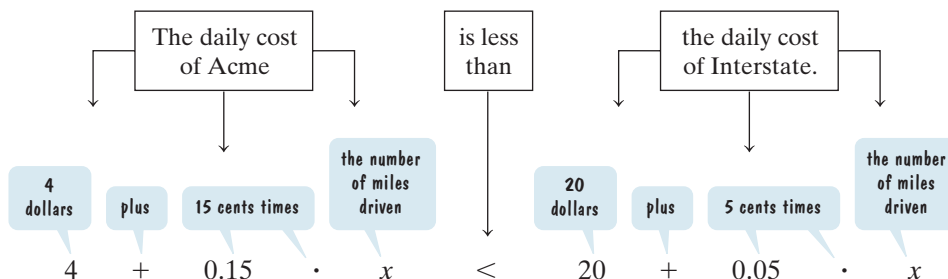 The daily cost
of Acme
is less
than
the daily cost
of Interstate.
4
dollars
plus
15 cents times
the number
of miles
driven
20
dollars
plus
5 cents times
the number
of miles
driven
4 + 0.15 · x < 20 + 0.05 · x